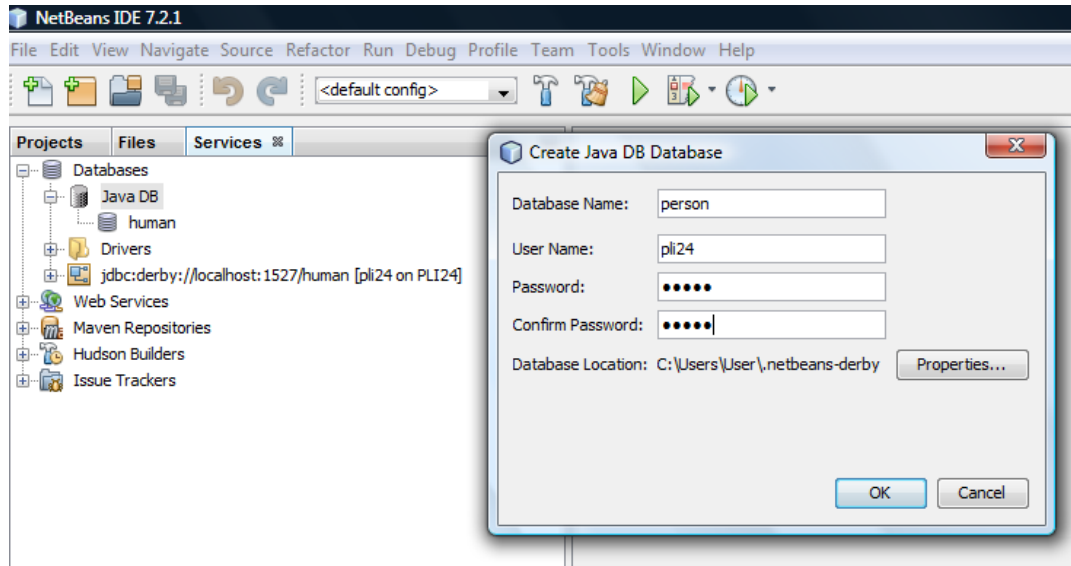 NetBeans IDE 7.2.1
File Edit View Navigate Source Refactor Run Debug Profile Team Tools Window Help
<default config>
Projects Files Services
Databases
Java DB
human
Drivers
jdbc:derby://localhost:1527/human [pli24 on PLI24]
Web Services
Maven Repositories
Hudson Builders
Issue Trackers
Create Java DB Database
Database Name: person
User Name: pli24
Password: •••••
Confirm Password: •••••
Database Location: C:\Users\User\.netbeans-derby Properties...
OK Cancel